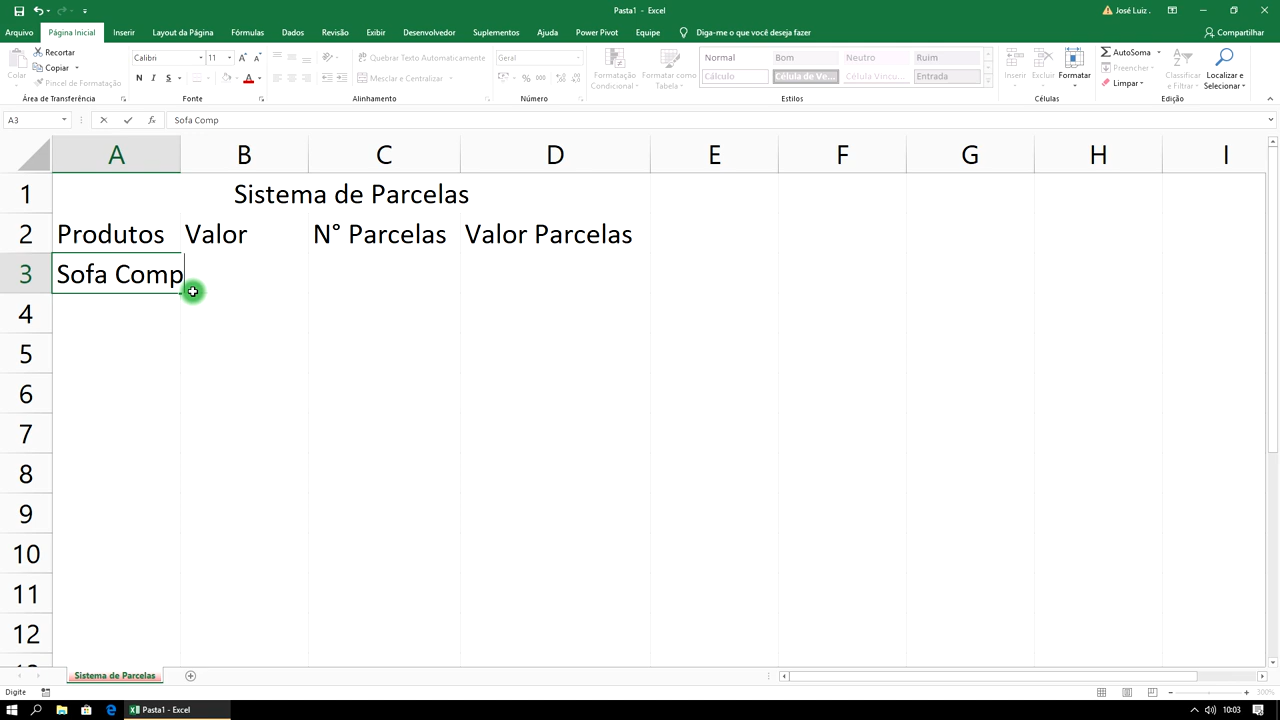 Pasta1 - Excel
José Luiz .
Arquivo
Página Inicial
Inserir
Layout da Página
Fórmulas
Dados
Revisão
Exibir
Desenvolvedor
Suplementos
Ajuda
Power Pivot
Equipe
Diga-me o que você deseja fazer
Compartilhar
Colar
Recortar
Copiar
Pincel de Formatação
Área de Transferência
Calibri
11
N I S
Fonte
Quebrar Texto Automaticamente
Mesclar e Centralizar
Alinhamento
Geral
% 000
Número
Formatação Condicional
Formatar como Tabela
Normal
Bom
Neutro
Ruim
Cálculo
Célula de Ve...
Célula Vincu...
Entrada
Estilos
Inserir
Excluir
Formatar
Células
AutoSoma
Preencher
Limpar
Classificar e Filtrar
Localizar e Selecionar
Edição
A3
fx
Sofa Comp
A B C D E F G H I
1 Sistema de Parcelas
2 Produtos Valor N° Parcelas Valor Parcelas
3 Sofa Comp
4
5
6
7
8
9
10
11
12
Sistema de Parcelas
Digite
300%
Pasta1 - Excel
10:03